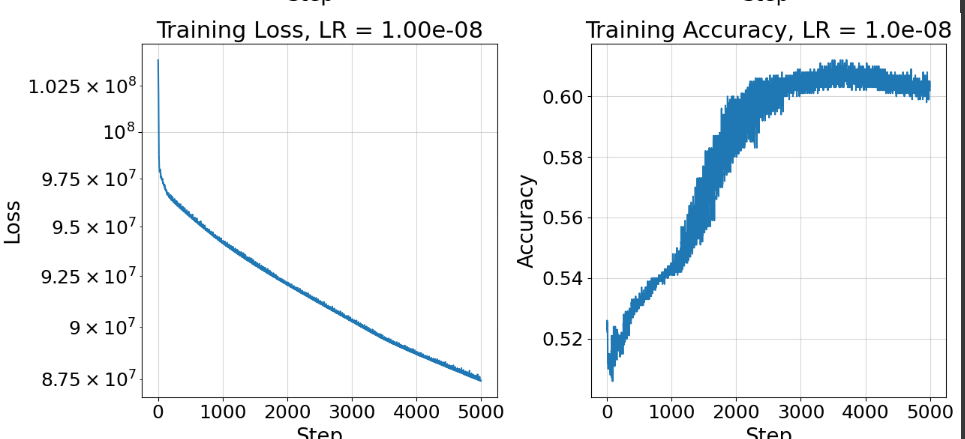 Step
Step
Training Loss, LR = 1.00e-08
Training Accuracy, LR = 1.0e-08
Loss
1.025 × 10⁸
10⁸
9.75 × 10⁷
9.5 × 10⁷
9.25 × 10⁷
9 × 10⁷
8.75 × 10⁷
0 1000 2000 3000 4000 5000
Step
Accuracy
0.60
0.58
0.56
0.54
0.52
0 1000 2000 3000 4000 5000
Step